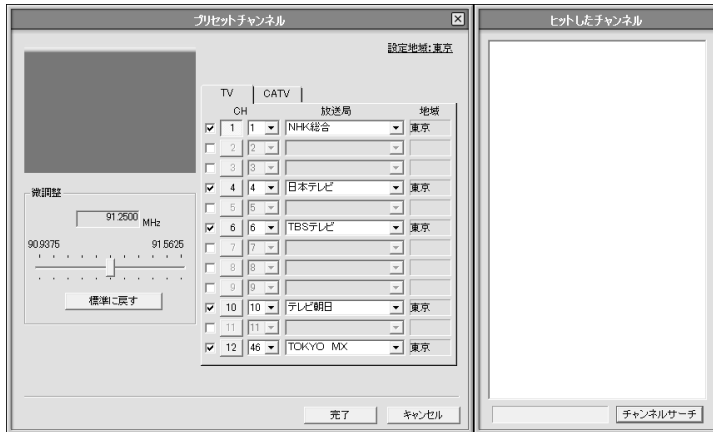 プリセットチャンネル
設定地域:東京
TV CATV
CH 放送局 地域
1 1 NHK総合 東京
2 2
3 3
4 4 日本テレビ 東京
5 5
6 6 TBSテレビ 東京
7 7
8 8
9 9
10 10 テレビ朝日 東京
11 11
12 46 TOKYO MX 東京
微調整
91.2500 MHz
90.9375 91.5625
標準に戻す
完了 キャンセル
ヒットしたチャンネル
チャンネルサーチ